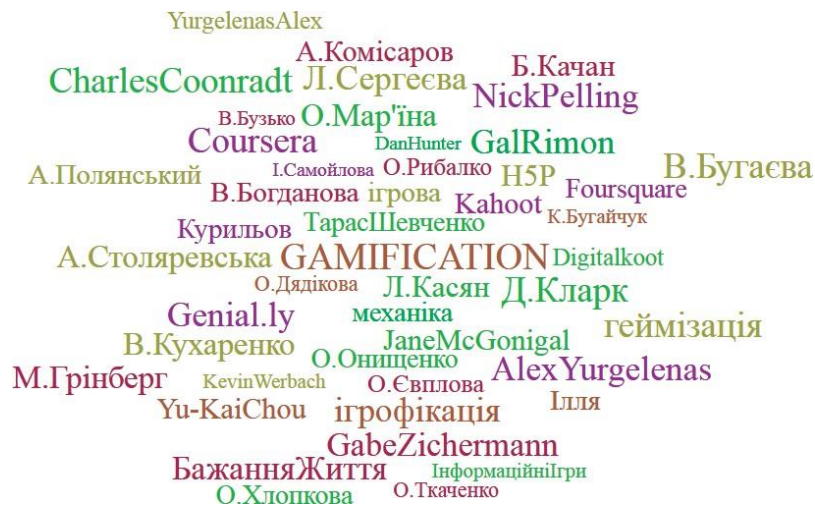 YurgelenasAlex
А.Комісаров
Б.Качан
CharlesCoonradt Л.Сергеєва
NickPelling
В.Бузько О.Мар'їна
Coursera DanHunter GalRimon
А.Полянський І.Самойлова О.Рибалко H5P В.Бугаєва
В.Богданова ігрова Kahoot Foursquare
Курильов ТарасШевченко К.Бугайчук
А.Столяревська GAMIFICATION Digitalkoot
О.Дядікова Л.Касян Д.Кларк
Genial.ly механіка геймізація
В.Кухаренко JaneMcGonigal
О.Онищенко
М.Грінберг KevinWerbach О.Євплова AlexYurgelenas
Yu-KaiChou ігрофікація Ілля
GabeZichermann
БажанняЖиття ІнформаційніІгри
О.Хлопкова О.Ткаченко